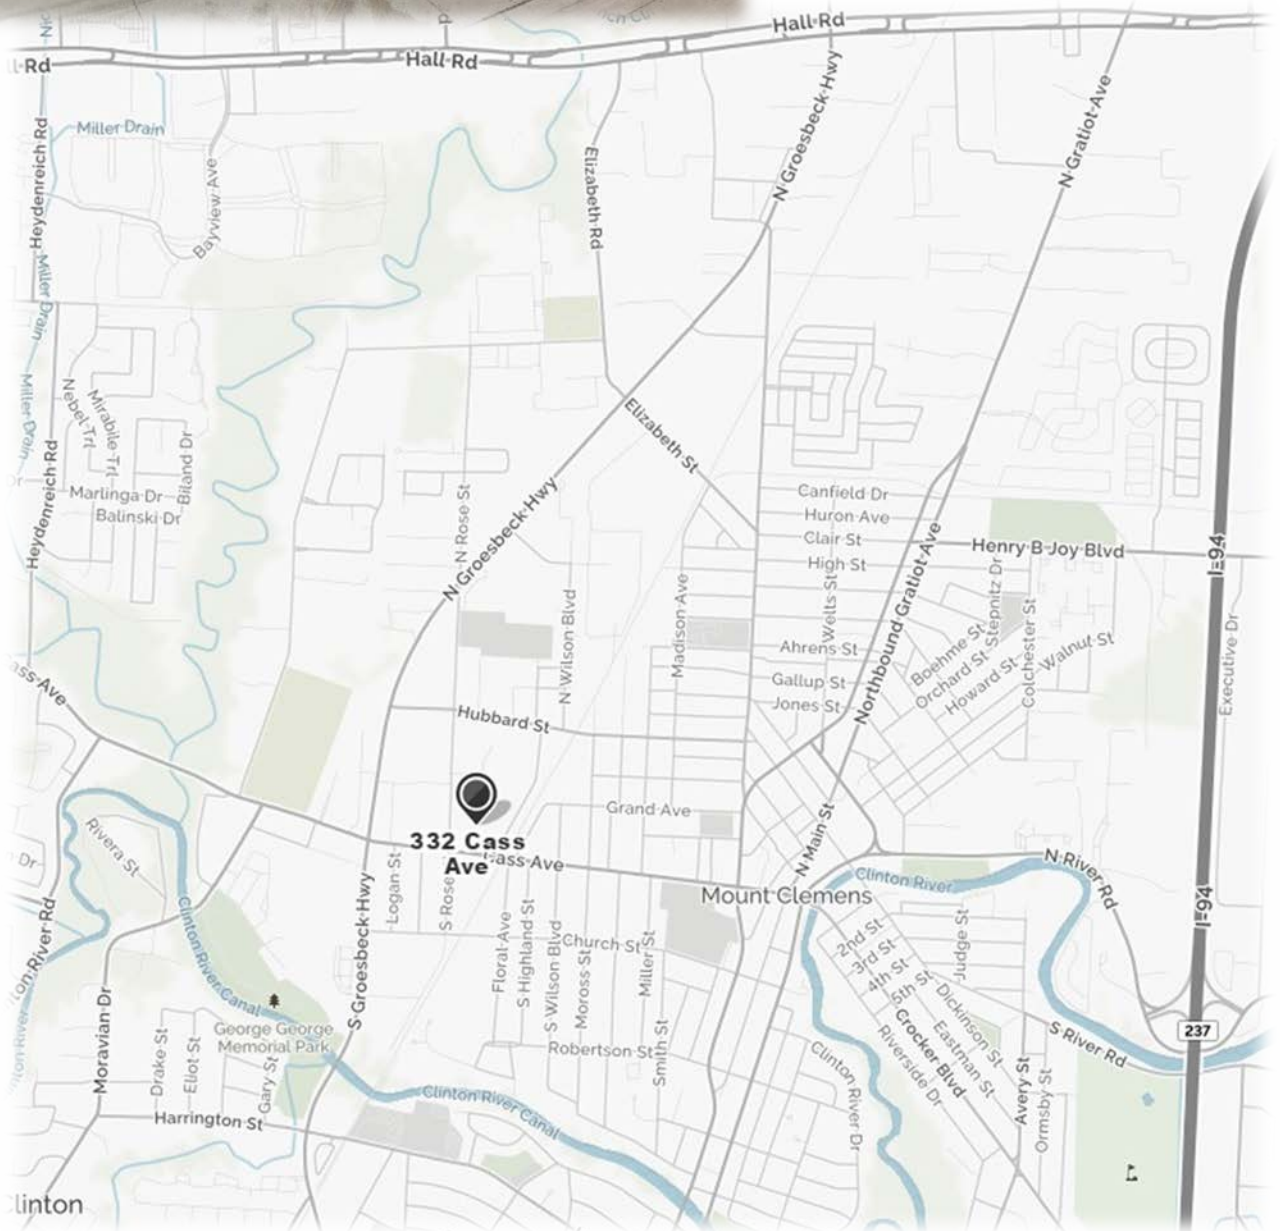 Hall Rd
Hall Rd
Miller Drain
Heydenreich Rd
Bayview Ave
Elizabeth Rd
N Groesbeck Hwy
N Gratiot Ave
Miller Drain
Miller Drain
Nebel Trl
Mirabile Trl
Biland Dr
Marlinga Dr
Balinski Dr
Heydenreich Rd
Elizabeth St
N Rose St
N Groesbeck Hwy
Canfield Dr
Huron Ave
Clair St
High St
Henry B Joy Blvd
I-94
Northbound Gratiot Ave
Wells St
Stepnitz Dr
Madison Ave
N Wilson Blvd
Ahrens St
Gallup St
Jones St
Boehme St
Orchard St
Howard St
Walnut St
Colchester St
Executive Dr
Hubbard St
Grand Ave
332 Cass
Ave
Cass Ave
N Main St
Mount Clemens
Clinton River
N River Rd
I-94
Rivera St
Logan St
S Rose
S Groesbeck Hwy
Floral Ave
S Highland St
S Wilson Blvd
Church St
Moross St
Miller St
2nd St
3rd St
4th St
5th St
Judge St
Dickinson St
Eastman St
Crocker Blvd
Riverside Dr
S River Rd
237
Clinton River Canal
George George
Memorial Park
Moravian Dr
Drake St
Eliot St
Gary St
Harrington St
Robertson St
Smith St
Clinton River Canal
Clinton River Dr
Avery St
Ormsby St